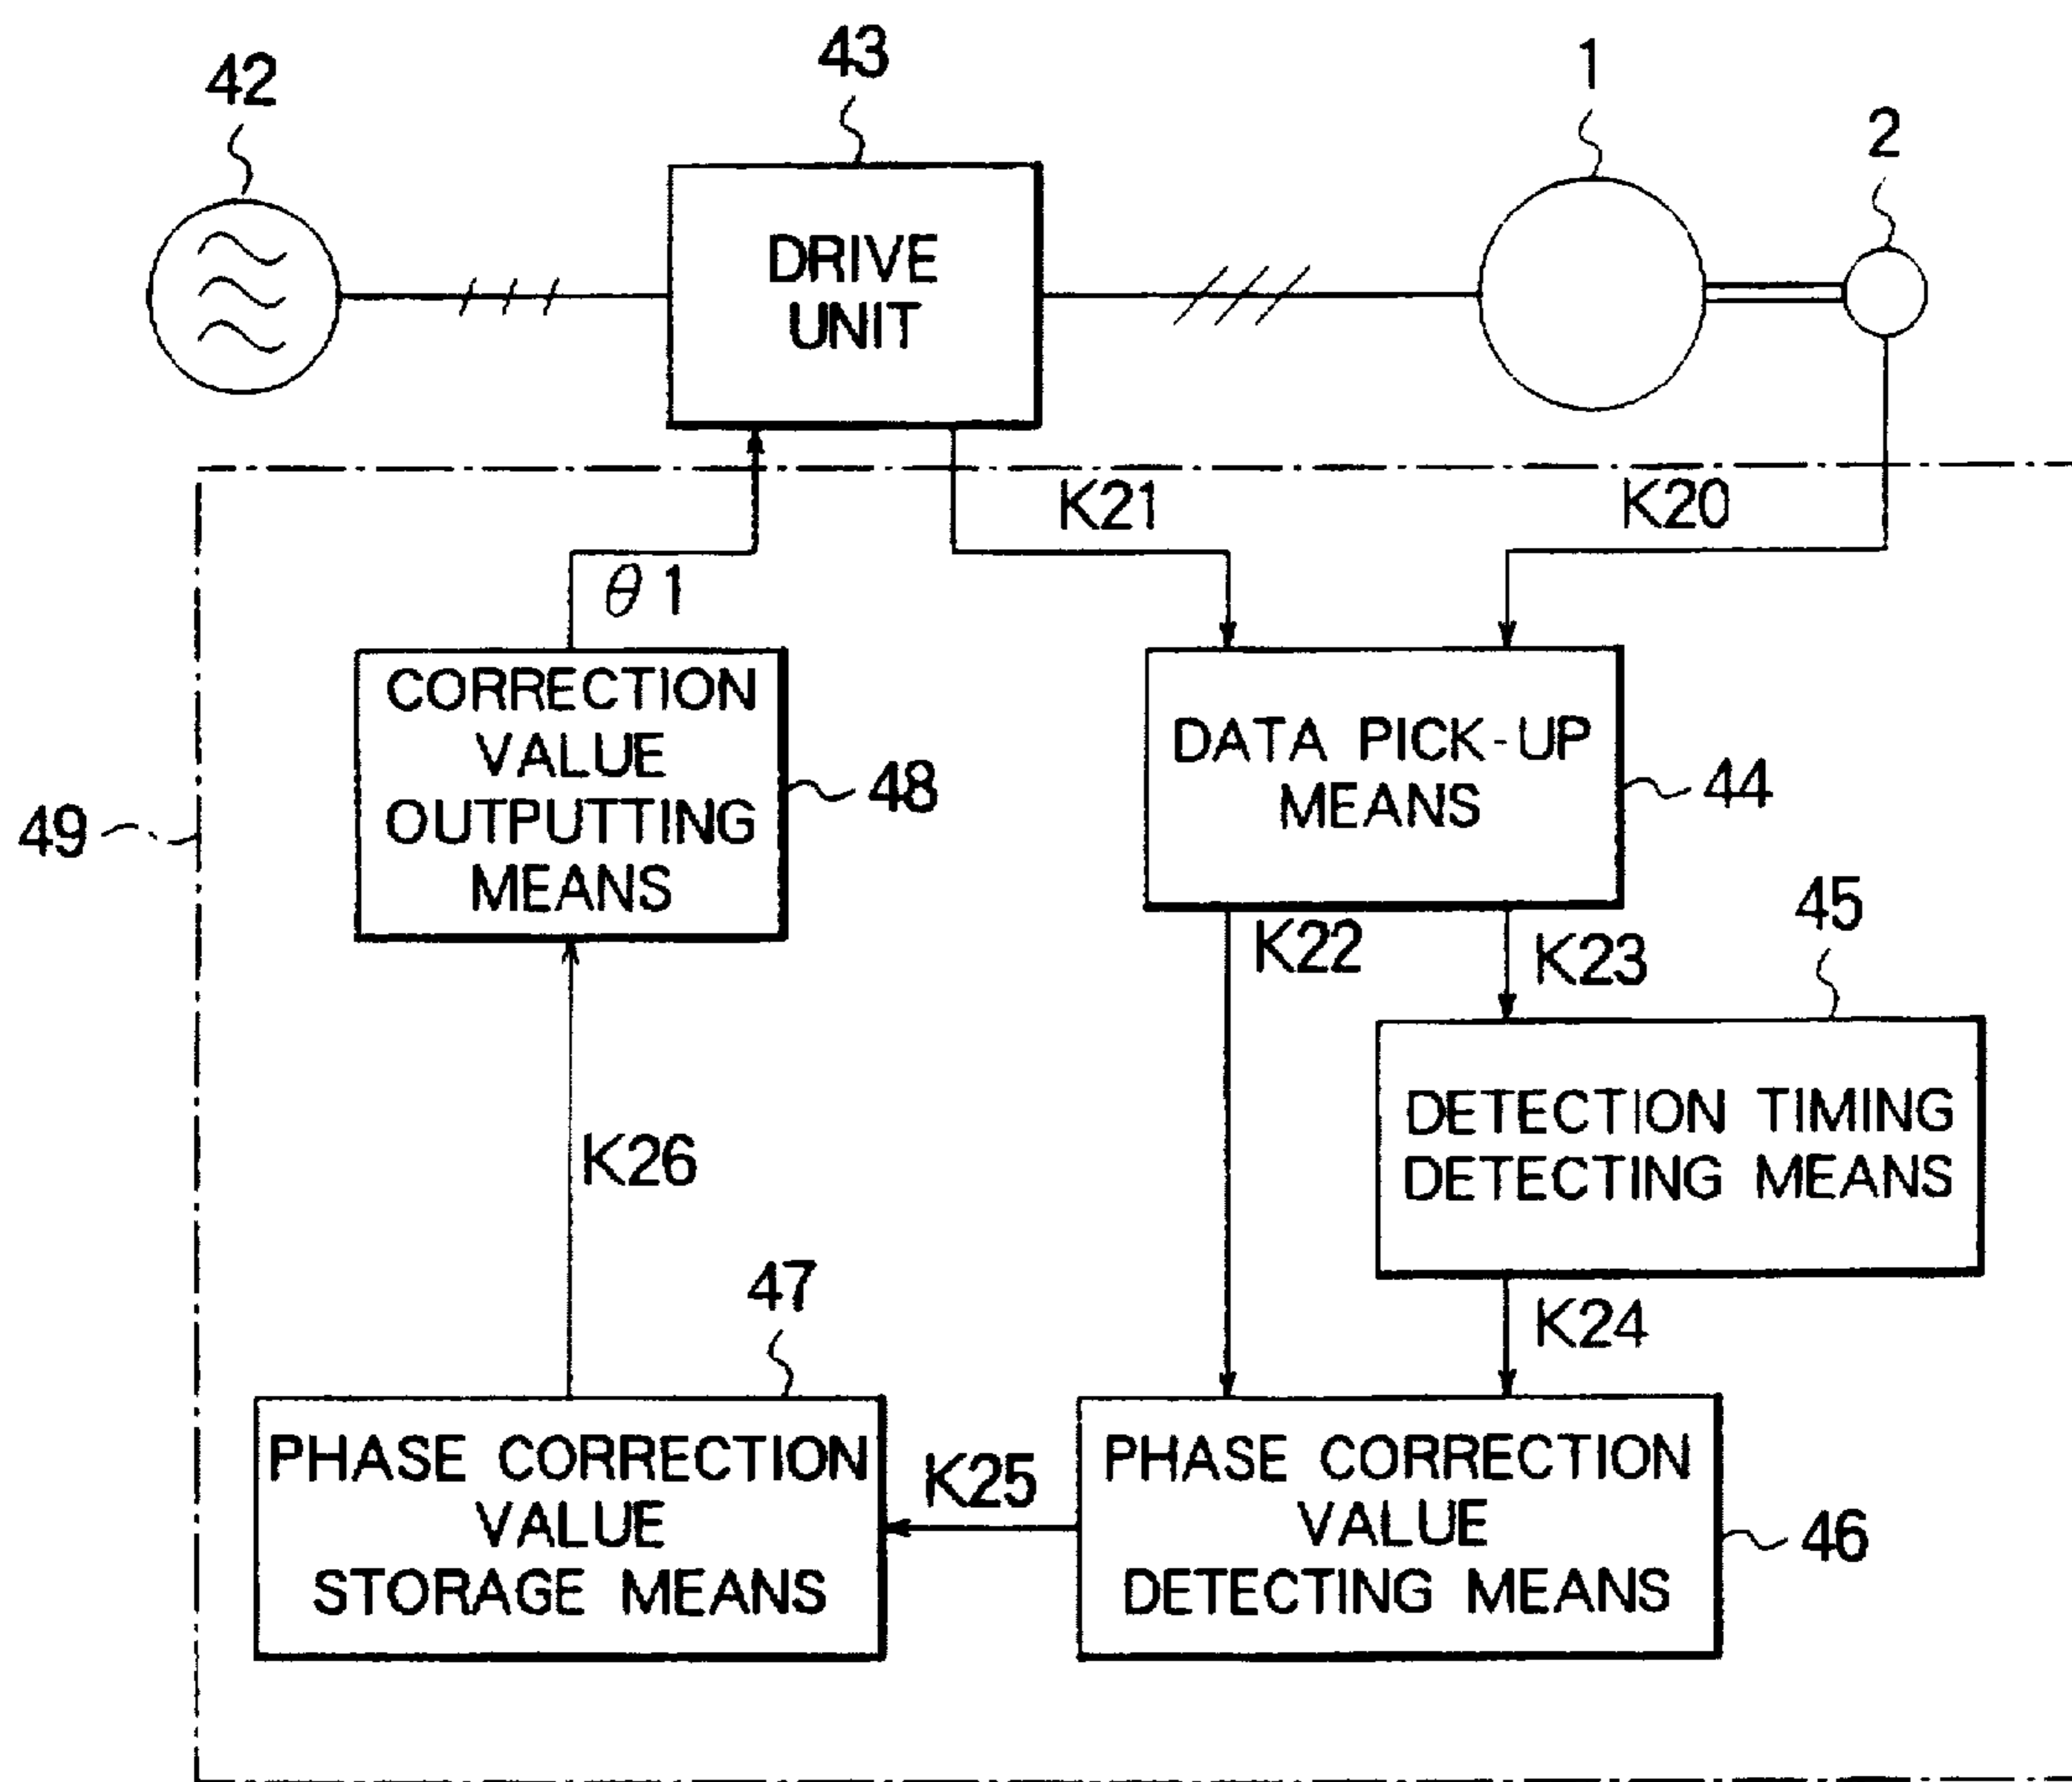 42
43
1
2
DRIVE
UNIT
K21
K20
θ1
CORRECTION
VALUE
OUTPUTTING
MEANS
48
DATA PICK-UP
MEANS
44
49
K22
K23
45
DETECTION TIMING
DETECTING MEANS
K26
K24
47
PHASE CORRECTION
VALUE
STORAGE MEANS
K25
PHASE CORRECTION
VALUE
DETECTING MEANS
46